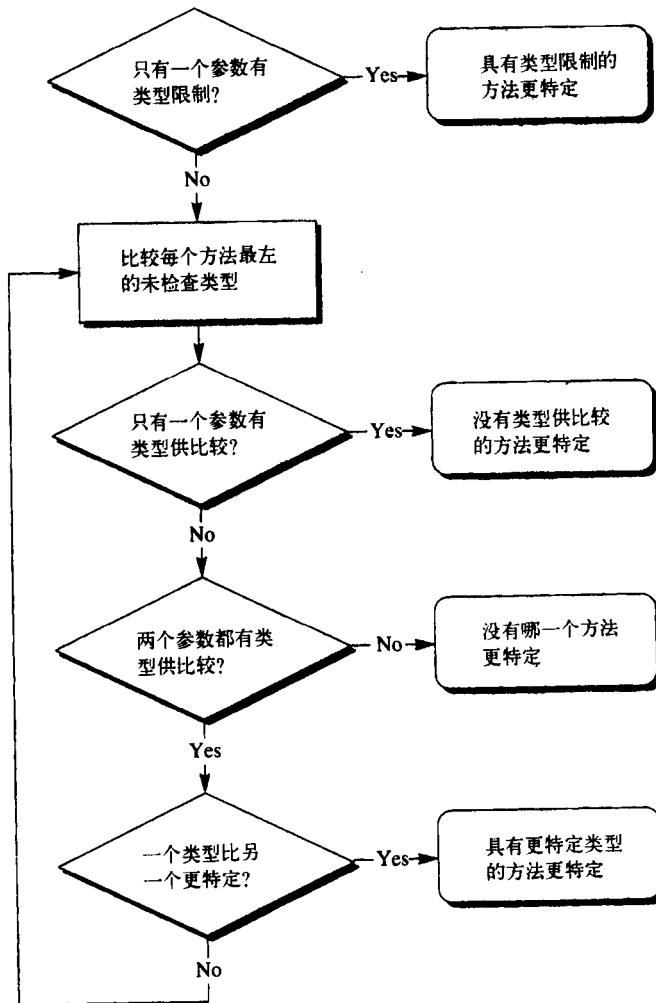 只有一个参数有
类型限制?
Yes
具有类型限制的
方法更特定
No
比较每个方法最左
的未检查类型
只有一个参数有
类型供比较?
Yes
没有类型供比较
的方法更特定
No
两个参数都有类
型供比较?
No
没有哪一个方法
更特定
Yes
一个类型比另
一个更特定?
Yes
具有更特定类型
的方法更特定
No